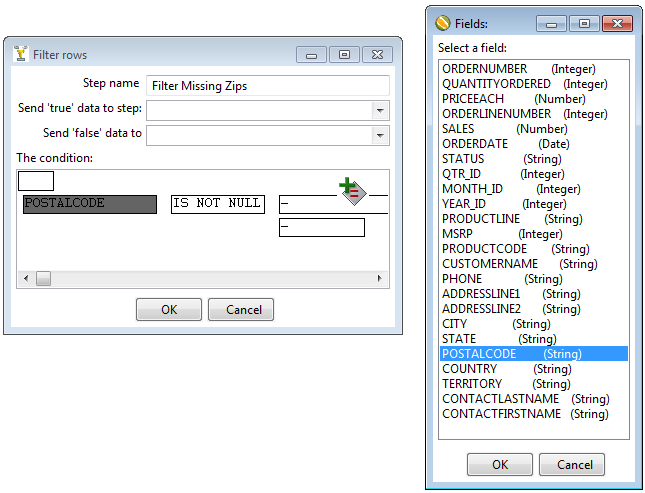 Filter rows
Step name Filter Missing Zips
Send 'true' data to step:
Send 'false' data to
The condition:
POSTALCODE IS NOT NULL –
–
OK Cancel
Fields:
Select a field:
ORDERNUMBER (Integer)
QUANTITYORDERED (Integer)
PRICEEACH (Number)
ORDERLINENUMBER (Integer)
SALES (Number)
ORDERDATE (Date)
STATUS (String)
QTR_ID (Integer)
MONTH_ID (Integer)
YEAR_ID (Integer)
PRODUCTLINE (String)
MSRP (Integer)
PRODUCTCODE (String)
CUSTOMERNAME (String)
PHONE (String)
ADDRESSLINE1 (String)
ADDRESSLINE2 (String)
CITY (String)
STATE (String)
POSTALCODE (String)
COUNTRY (String)
TERRITORY (String)
CONTACTLASTNAME (String)
CONTACTFIRSTNAME (String)
OK Cancel